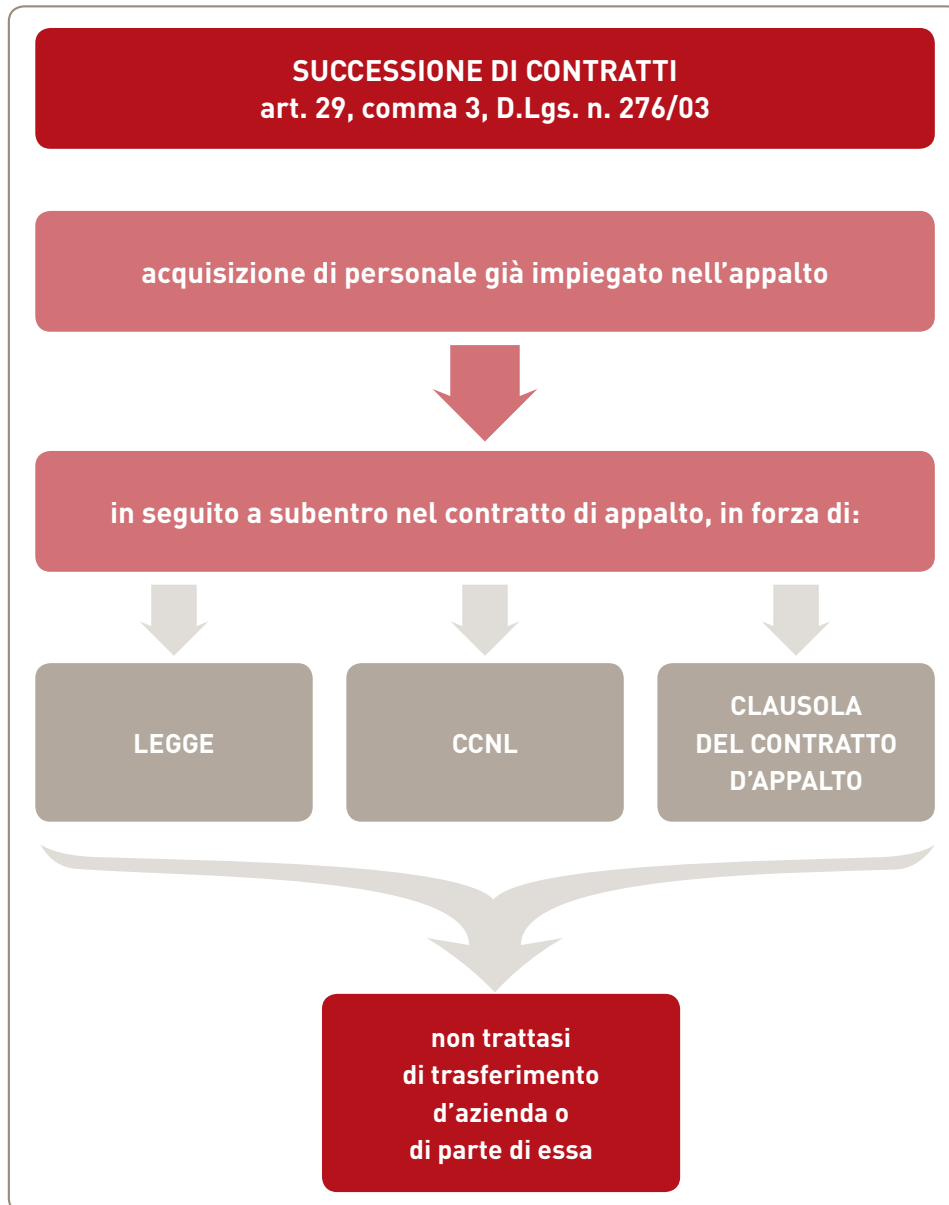 SUCCESSIONE DI CONTRATTI
art. 29, comma 3, D.Lgs. n. 276/03
acquisizione di personale già impiegato nell’appalto
in seguito a subentro nel contratto di appalto, in forza di:
LEGGE
CCNL
CLAUSOLA
DEL CONTRATTO
D’APPALTO
non trattasi
di trasferimento
d’azienda o
di parte di essa